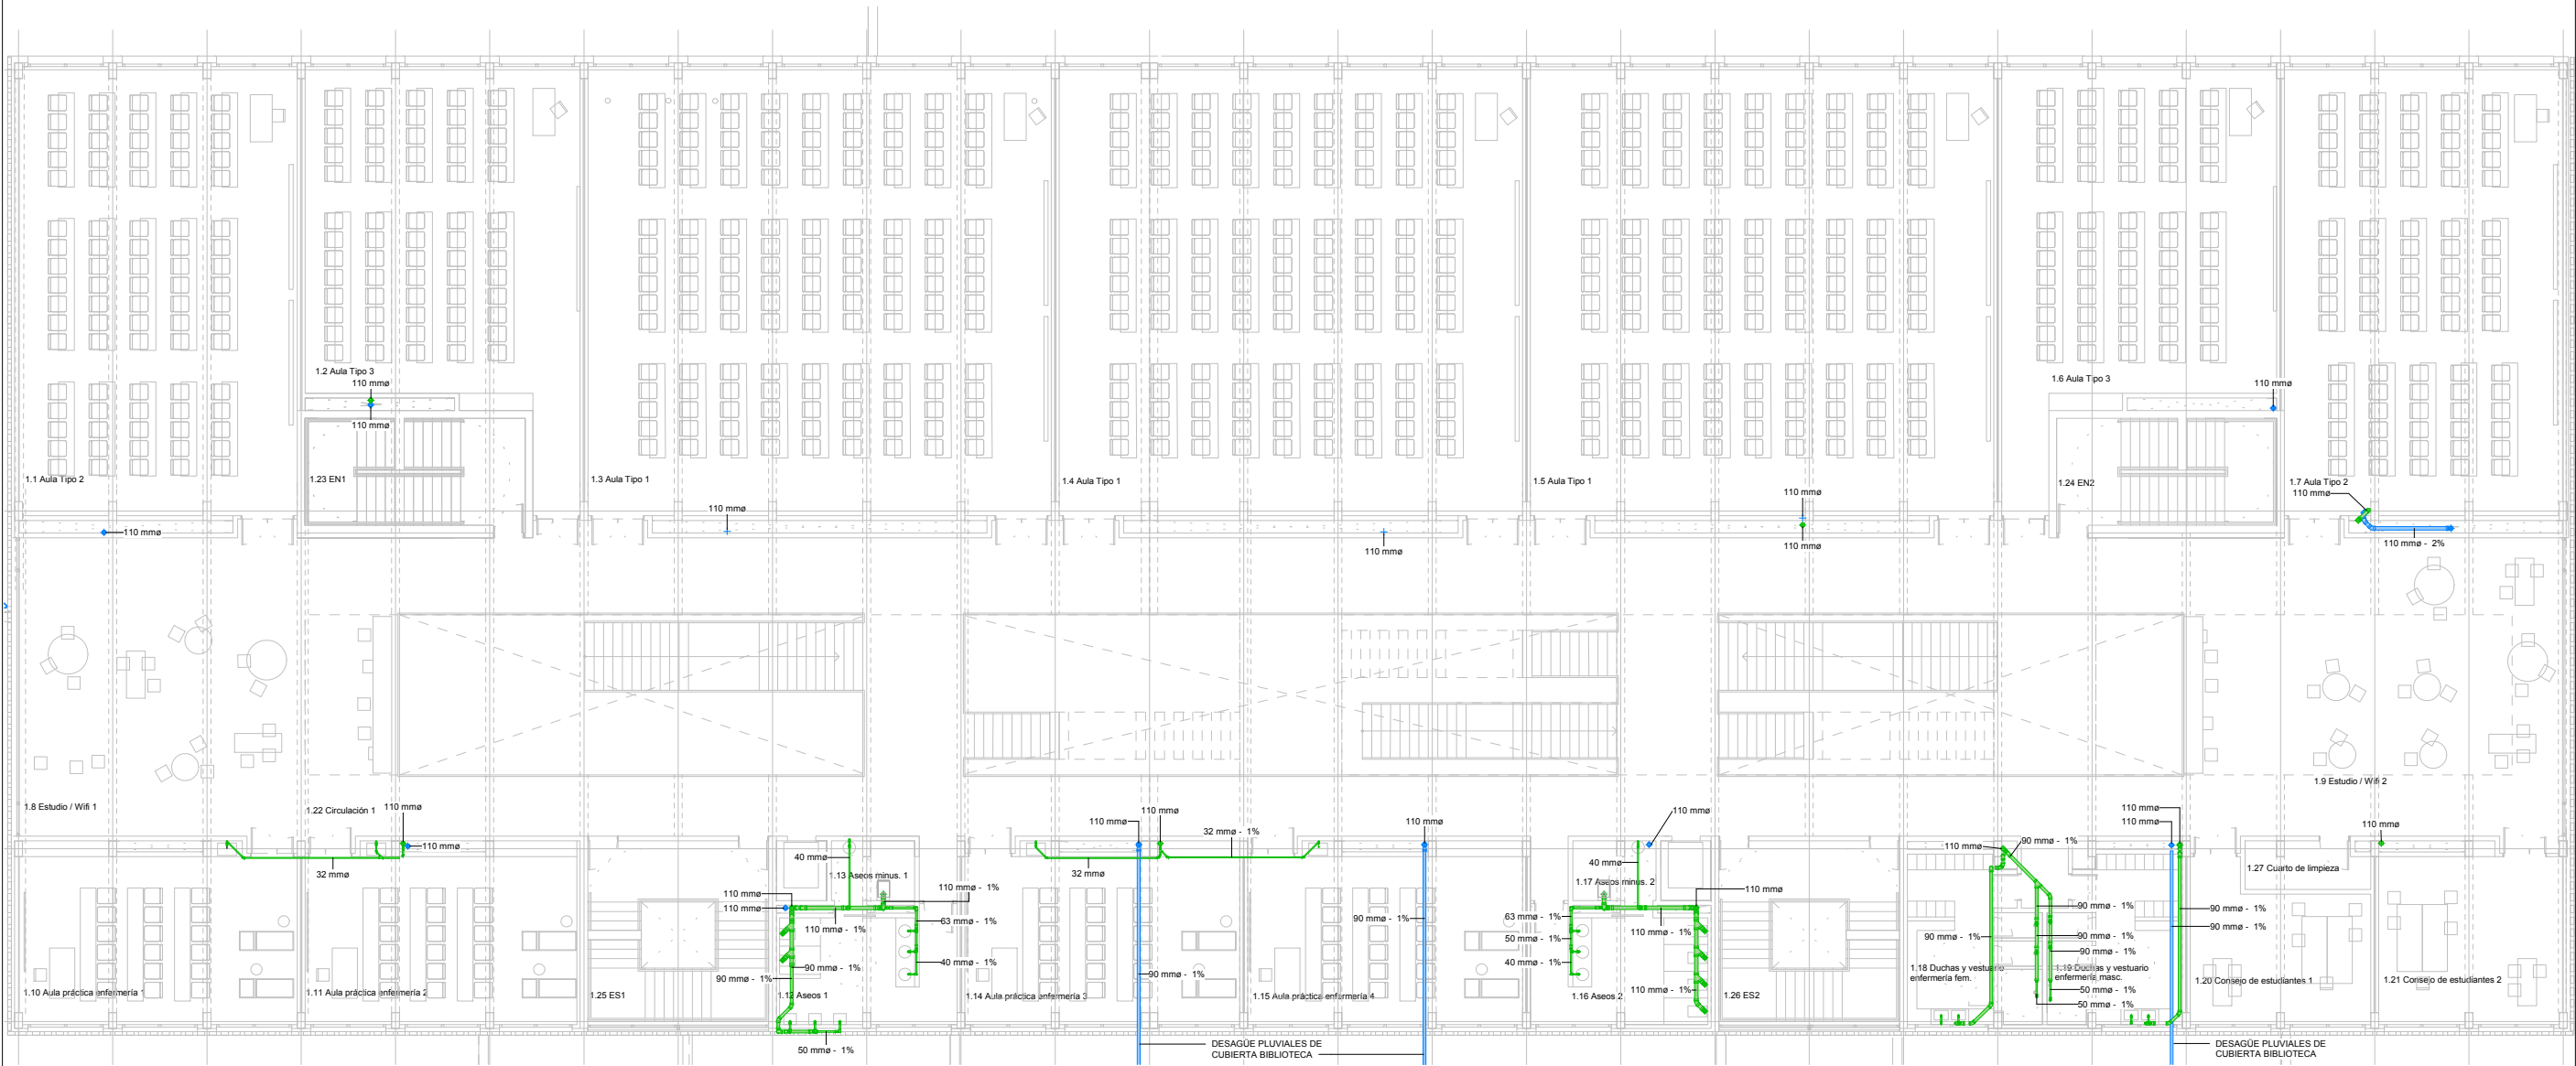 1.2 Aula Tipo 3
110 mmø
110 mmø
1.6 Aula Tipo 3
110 mmø
1.1 Aula Tipo 2
1.23 EN1
1.3 Aula Tipo 1
1.4 Aula Tipo 1
1.5 Aula Tipo 1
1.24 EN2
1.7 Aula Tipo 2
110 mmø
110 mmø
110 mmø
110 mmø
110 mmø
110 mmø
110 mmø - 2%
1.9 Estudio / Wifi 2
1.8 Estudio / Wifi 1
1.22 Circulación 1
110 mmø
110 mmø
32 mmø
110 mmø
110 mmø
32 mmø - 1%
32 mmø
110 mmø
110 mmø
110 mmø
110 mmø
110 mmø
90 mmø - 1%
110 mmø
40 mmø
1.13 Aseos minus. 1
110 mmø
110 mmø
110 mmø - 1%
63 mmø - 1%
110 mmø - 1%
90 mmø - 1%
90 mmø - 1%
40 mmø - 1%
50 mmø - 1%
40 mmø
1.17 Aseos minus. 2
110 mmø
63 mmø - 1%
50 mmø - 1%
40 mmø - 1%
110 mmø - 1%
110 mmø - 1%
90 mmø - 1%
90 mmø - 1%
90 mmø - 1%
90 mmø - 1%
90 mmø - 1%
90 mmø - 1%
50 mmø - 1%
50 mmø - 1%
90 mmø - 1%
90 mmø - 1%
1.27 Cuarto de limpieza
1.10 Aula práctica enfermería 1
1.11 Aula práctica enfermería 2
1.25 ES1
1.12 Aseos 1
1.14 Aula práctica enfermería 3
1.15 Aula práctica enfermería 4
1.16 Aseos 2
1.26 ES2
1.18 Duchas y vestuario
enfermería fem.
1.19 Duchas y vestuario
enfermería masc.
1.20 Consejo de estudiantes 1
1.21 Consejo de estudiantes 2
DESAGÜE PLUVIALES DE
CUBIERTA BIBLIOTECA
DESAGÜE PLUVIALES DE
CUBIERTA BIBLIOTECA